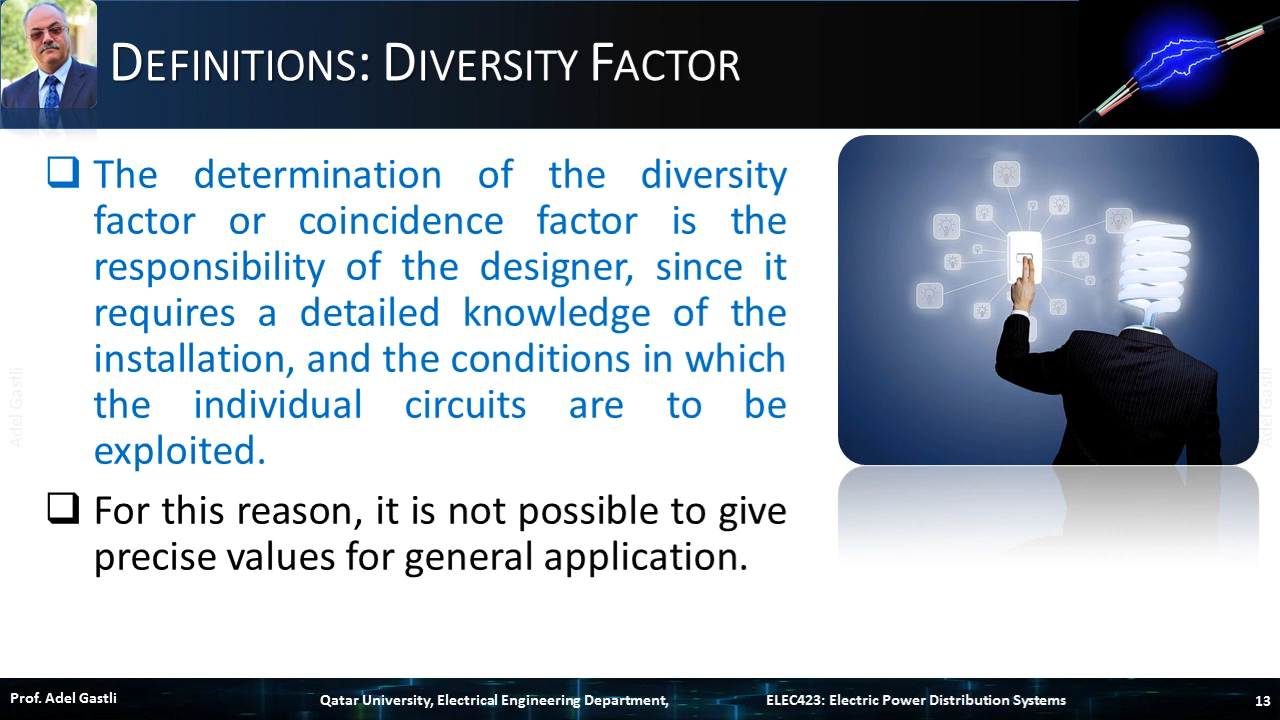 DEFINITIONS: DIVERSITY FACTOR
The determination of the diversity
factor or coincidence factor is the
responsibility of the designer, since it
requires a detailed knowledge of the
installation, and the conditions in which
the individual circuits are to be
exploited.
For this reason, it is not possible to give
precise values for general application.
Adel Gastli
Adel Gastli
Prof. Adel Gastli
Qatar University, Electrical Engineering Department,
ELEC423: Electric Power Distribution Systems
13